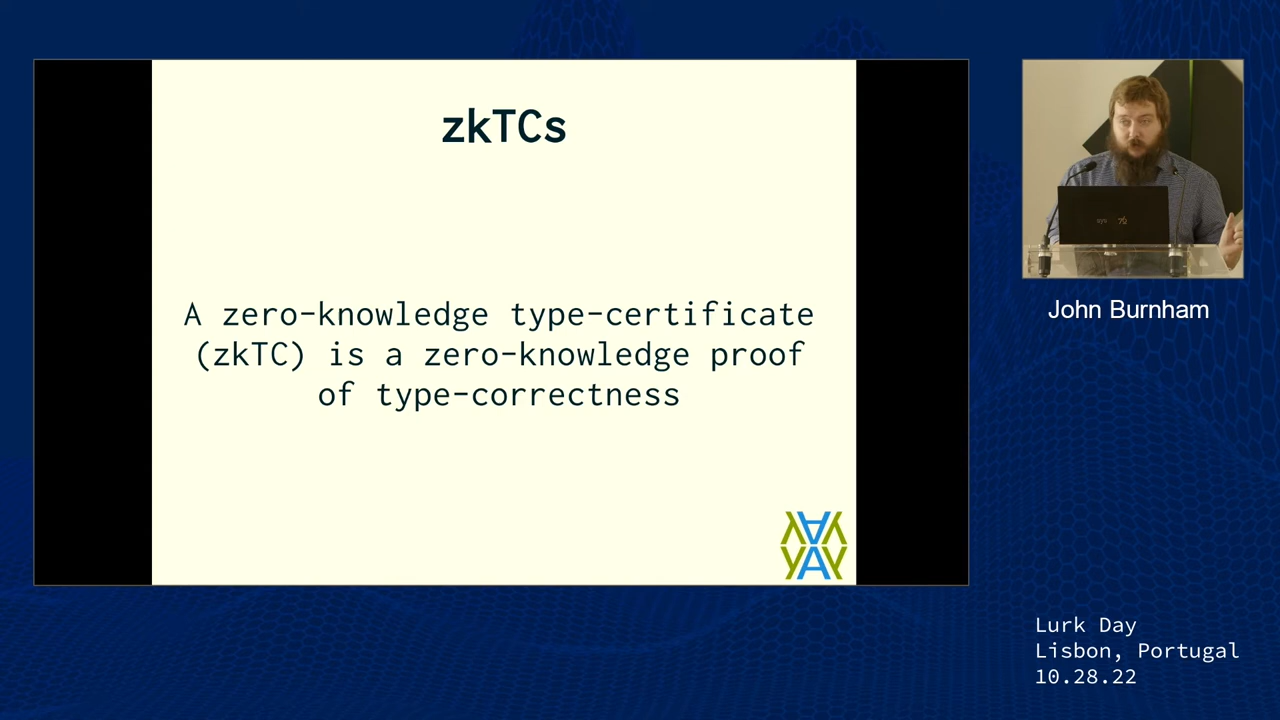 zkTCs
A zero-knowledge type-certificate
(zkTC) is a zero-knowledge proof
of type-correctness
John Burnham
Lurk Day
Lisbon, Portugal
10.28.22